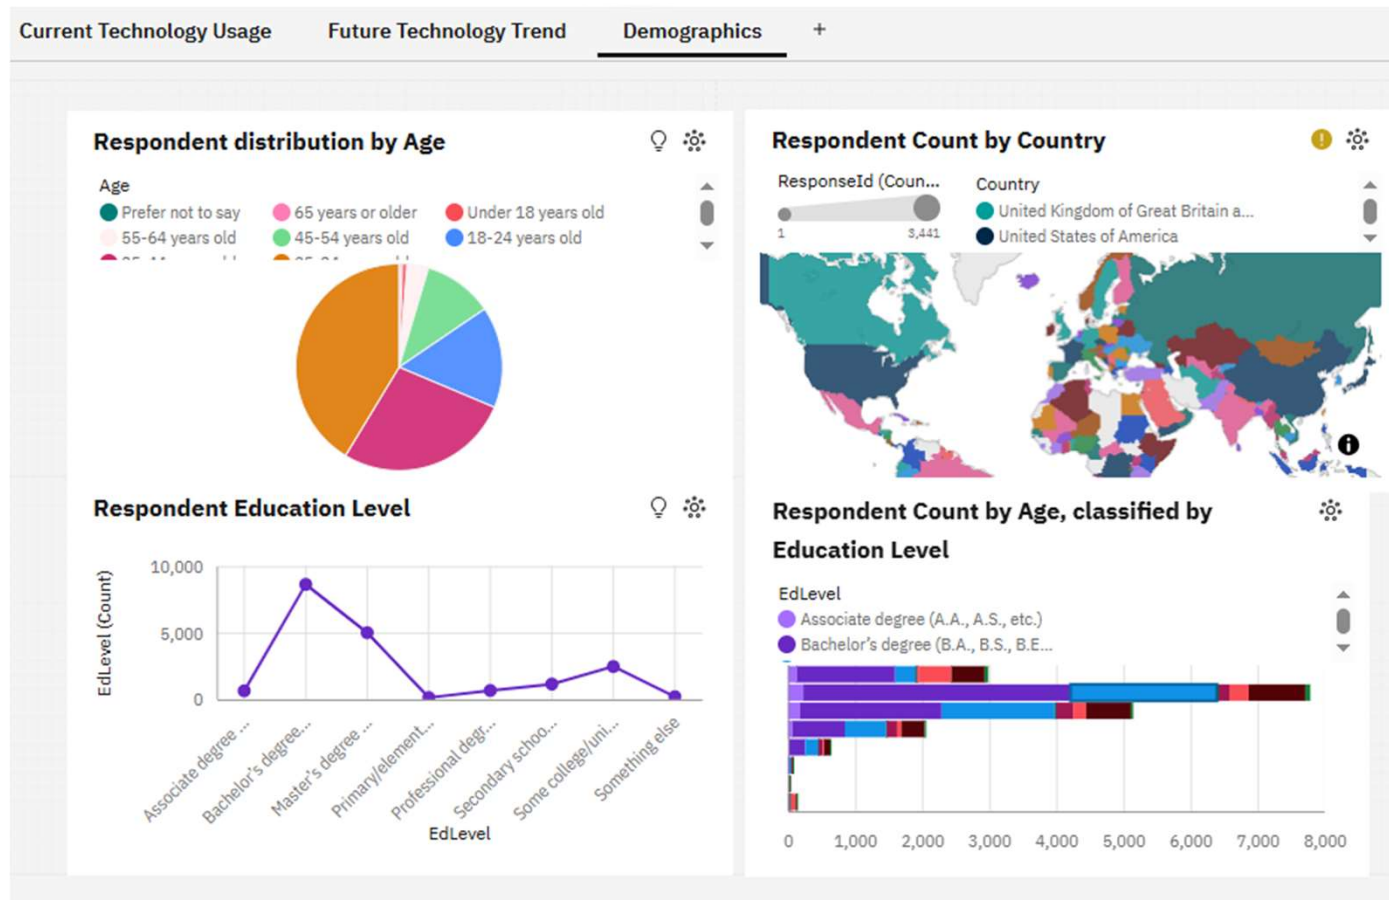 Current Technology Usage
Future Technology Trend
Demographics
+
Respondent distribution by Age
Age
Prefer not to say
65 years or older
Under 18 years old
55-64 years old
45-54 years old
18-24 years old
Respondent Count by Country
ResponseId (Coun...
1
3,441
Country
United Kingdom of Great Britain a...
United States of America
Respondent Education Level
EdLevel (Count)
10,000
5,000
0
Associate degree ...
Bachelor's degree...
Master's degree ...
Primary/element...
Professional degr...
Secondary schoo...
Some college/uni...
Something else
EdLevel
Respondent Count by Age, classified by
Education Level
EdLevel
Associate degree (A.A., A.S., etc.)
Bachelor's degree (B.A., B.S., B.E...
0 1,000 2,000 3,000 4,000 5,000 6,000 7,000 8,000